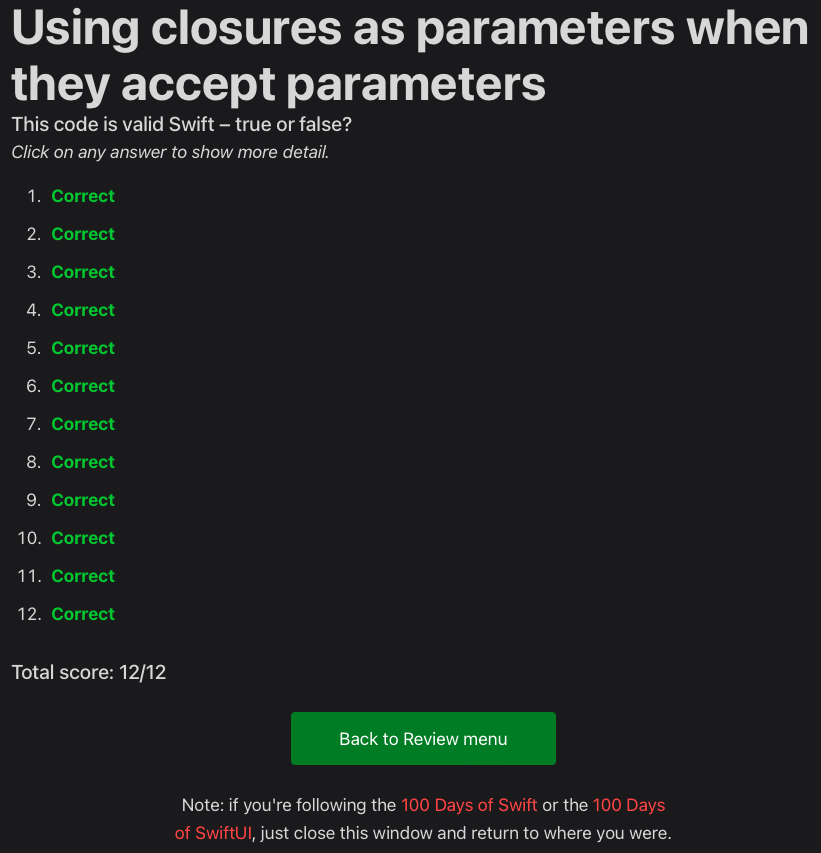 Using closures as parameters when
they accept parameters
This code is valid Swift – true or false?
Click on any answer to show more detail.
1. Correct
2. Correct
3. Correct
4. Correct
5. Correct
6. Correct
7. Correct
8. Correct
9. Correct
10. Correct
11. Correct
12. Correct
Total score: 12/12
Back to Review menu
Note: if you're following the 100 Days of Swift or the 100 Days
of SwiftUI, just close this window and return to where you were.